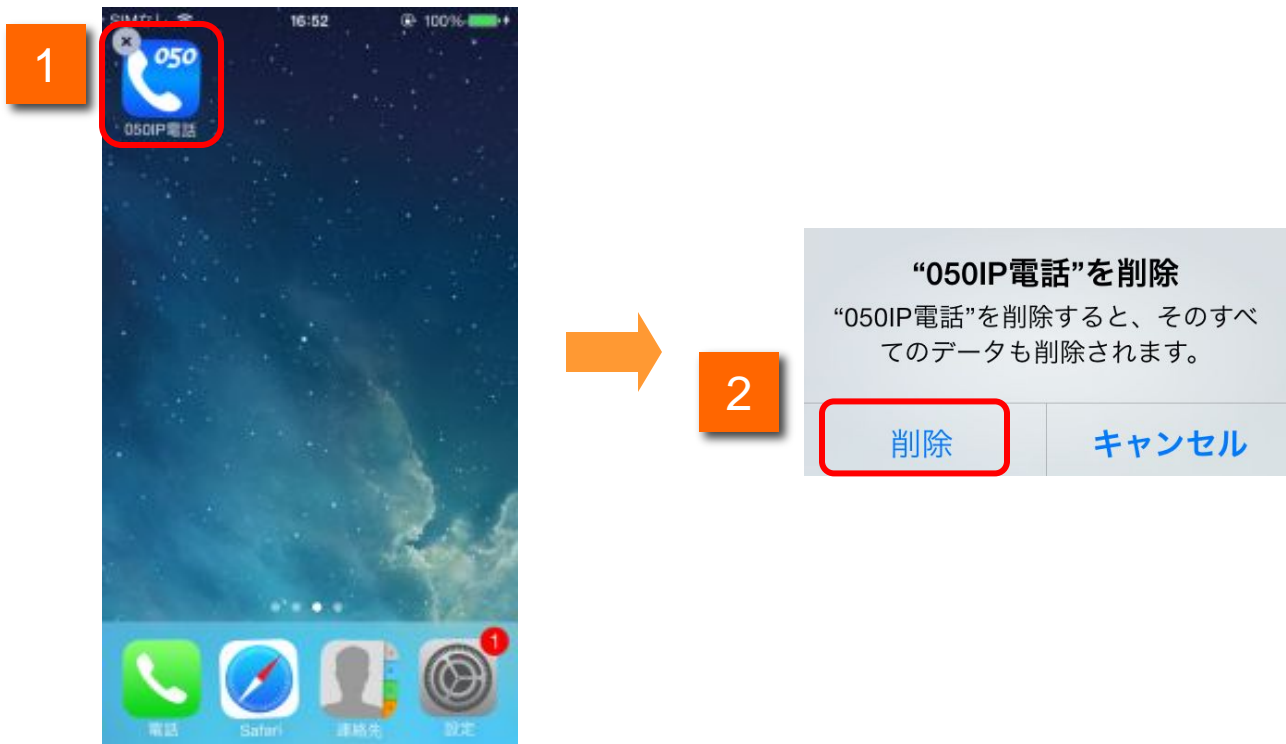 1
SIMなし 16:52 100%
050
050IP電話
1
電話 Safari 連絡先 設定
2
“050IP電話”を削除
“050IP電話”を削除すると、そのすべ
てのデータも削除されます。
削除 キャンセル